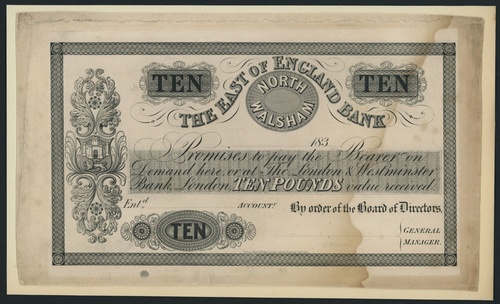 TEN
TEN
THE EAST OF ENGLAND BANK
NORTH
WALSHAM
183
Promises to pay the Bearer on
Demand here, or at The London & Westminster
Bank London TEN POUNDS value received
Entd. ACCOUNT. By order of the Board of Directors,
TEN
GENERAL
MANAGER.